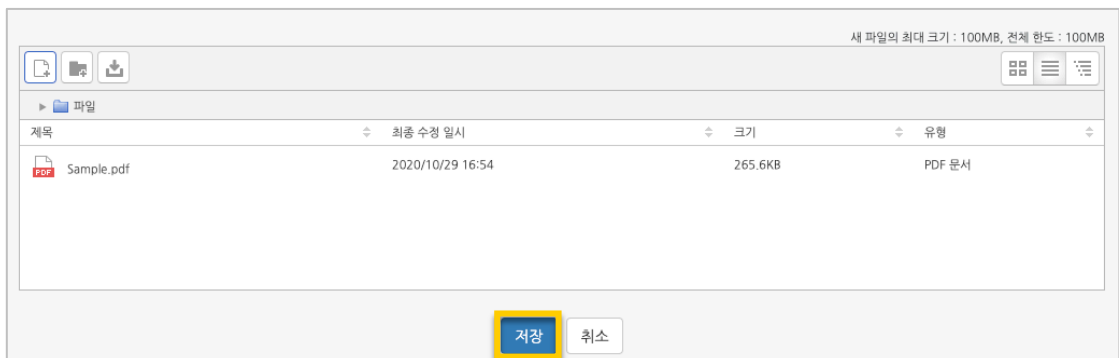 새 파일의 최대 크기 : 100MB, 전체 한도 : 100MB
파일
제목 최종 수정 일시 크기 유형
PDF Sample.pdf 2020/10/29 16:54 265.6KB PDF 문서
저장 취소